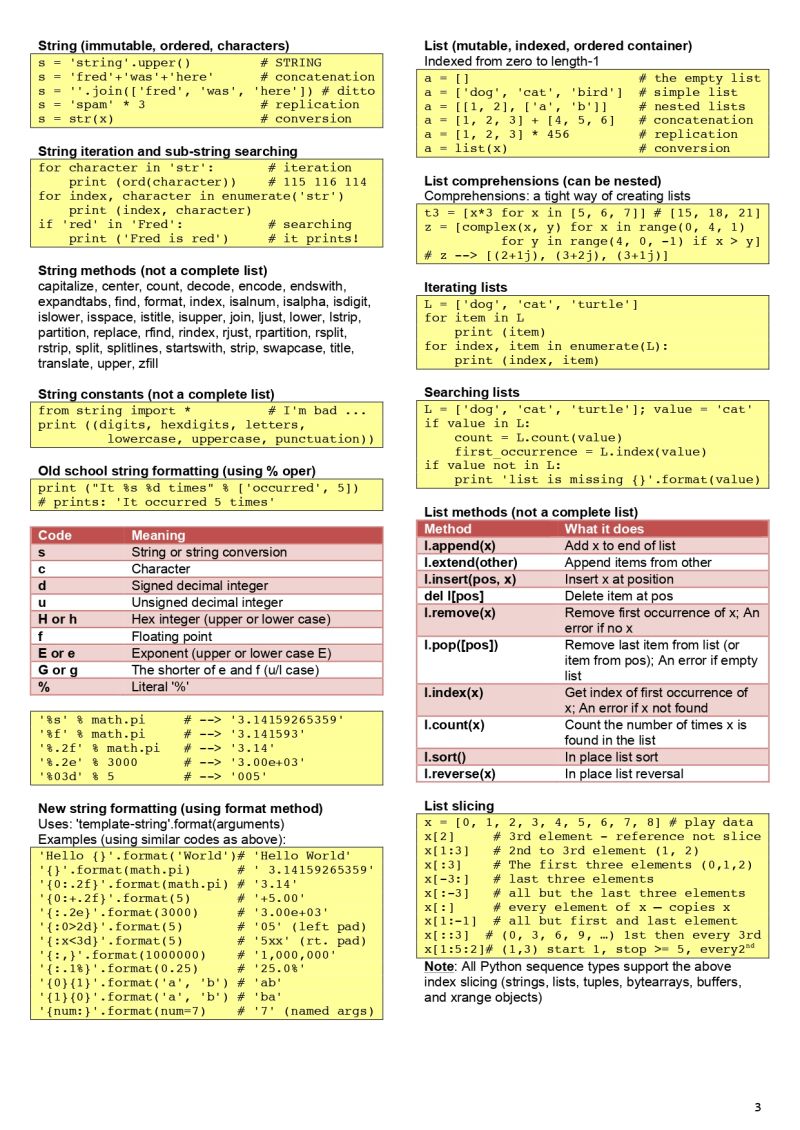 String (immutable, ordered, characters)
s = 'string'.upper() # STRING
s = 'fred'+'was'+'here' # concatenation
s = ''.join(['fred', 'was', 'here']) # ditto
s = 'spam' * 3 # replication
s = str(x) # conversion
String iteration and sub-string searching
for character in 'str': # iteration
print (ord(character)) # 115 116 114
for index, character in enumerate('str')
print (index, character)
if 'red' in 'Fred': # searching
print ('Fred is red') # it prints!
String methods (not a complete list)
capitalize, center, count, decode, encode, endswith,
expandtabs, find, format, index, isalnum, isalpha, isdigit,
islower, isspace, istitle, isupper, join, ljust, lower, lstrip,
partition, replace, rfind, rindex, rjust, rpartition, rsplit,
rstrip, split, splitlines, startswith, strip, swapcase, title,
translate, upper, zfill
String constants (not a complete list)
from string import * # I'm bad ...
print ((digits, hexdigits, letters,
lowercase, uppercase, punctuation))
Old school string formatting (using % oper)
print ("It %s %d times" % ['occurred', 5])
# prints: 'It occurred 5 times'
Code Meaning
s String or string conversion
c Character
d Signed decimal integer
u Unsigned decimal integer
H or h Hex integer (upper or lower case)
f Floating point
E or e Exponent (upper or lower case E)
G or g The shorter of e and f (u/l case)
% Literal '%'
'%s' % math.pi # --> '3.14159265359'
'%f' % math.pi # --> '3.141593'
'%.2f' % math.pi # --> '3.14'
'%.2e' % 3000 # --> '3.00e+03'
'%03d' % 5 # --> '005'
New string formatting (using format method)
Uses: 'template-string'.format(arguments)
Examples (using similar codes as above):
'Hello {}'.format('World')# 'Hello World'
'{}'.format(math.pi) # ' 3.14159265359'
'{0:.2f}'.format(math.pi) # '3.14'
'{0:+.2f}'.format(5) # '+5.00'
'{:.2e}'.format(3000) # '3.00e+03'
'{:0>2d}'.format(5) # '05' (left pad)
'{:x<3d}'.format(5) # '5xx' (rt. pad)
'{:,}'.format(1000000) # '1,000,000'
'{:.1%}'.format(0.25) # '25.0%'
'{0}{1}'.format('a', 'b') # 'ab'
'{1}{0}'.format('a', 'b') # 'ba'
'{num:}'.format(num=7) # '7' (named args)
List (mutable, indexed, ordered container)
Indexed from zero to length-1
a = [] # the empty list
a = ['dog', 'cat', 'bird'] # simple list
a = [[1, 2], ['a', 'b']] # nested lists
a = [1, 2, 3] + [4, 5, 6] # concatenation
a = [1, 2, 3] * 456 # replication
a = list(x) # conversion
List comprehensions (can be nested)
Comprehensions: a tight way of creating lists
t3 = [x*3 for x in [5, 6, 7]] # [15, 18, 21]
z = [complex(x, y) for x in range(0, 4, 1)
for y in range(4, 0, -1) if x > y]
# z --> [(2+1j), (3+2j), (3+1j)]
Iterating lists
L = ['dog', 'cat', 'turtle']
for item in L
print (item)
for index, item in enumerate(L):
print (index, item)
Searching lists
L = ['dog', 'cat', 'turtle']; value = 'cat'
if value in L:
count = L.count(value)
first_occurrence = L.index(value)
if value not in L:
print 'list is missing {}'.format(value)
List methods (not a complete list)
Method What it does
l.append(x) Add x to end of list
l.extend(other) Append items from other
l.insert(pos, x) Insert x at position
del l[pos] Delete item at pos
l.remove(x) Remove first occurrence of x; An
error if no x
l.pop([pos]) Remove last item from list (or
item from pos); An error if empty
list
l.index(x) Get index of first occurrence of
x; An error if x not found
l.count(x) Count the number of times x is
found in the list
l.sort() In place list sort
l.reverse(x) In place list reversal
List slicing
x = [0, 1, 2, 3, 4, 5, 6, 7, 8] # play data
x[2] # 3rd element - reference not slice
x[1:3] # 2nd to 3rd element (1, 2)
x[:3] # The first three elements (0,1,2)
x[-3:] # last three elements
x[:-3] # all but the last three elements
x[:] # every element of x – copies x
x[1:-1] # all but first and last element
x[::3] # (0, 3, 6, 9, …) 1st then every 3rd
x[1:5:2]# (1,3) start 1, stop >= 5, every2nd
Note: All Python sequence types support the above
index slicing (strings, lists, tuples, bytearrays, buffers,
and xrange objects)
3